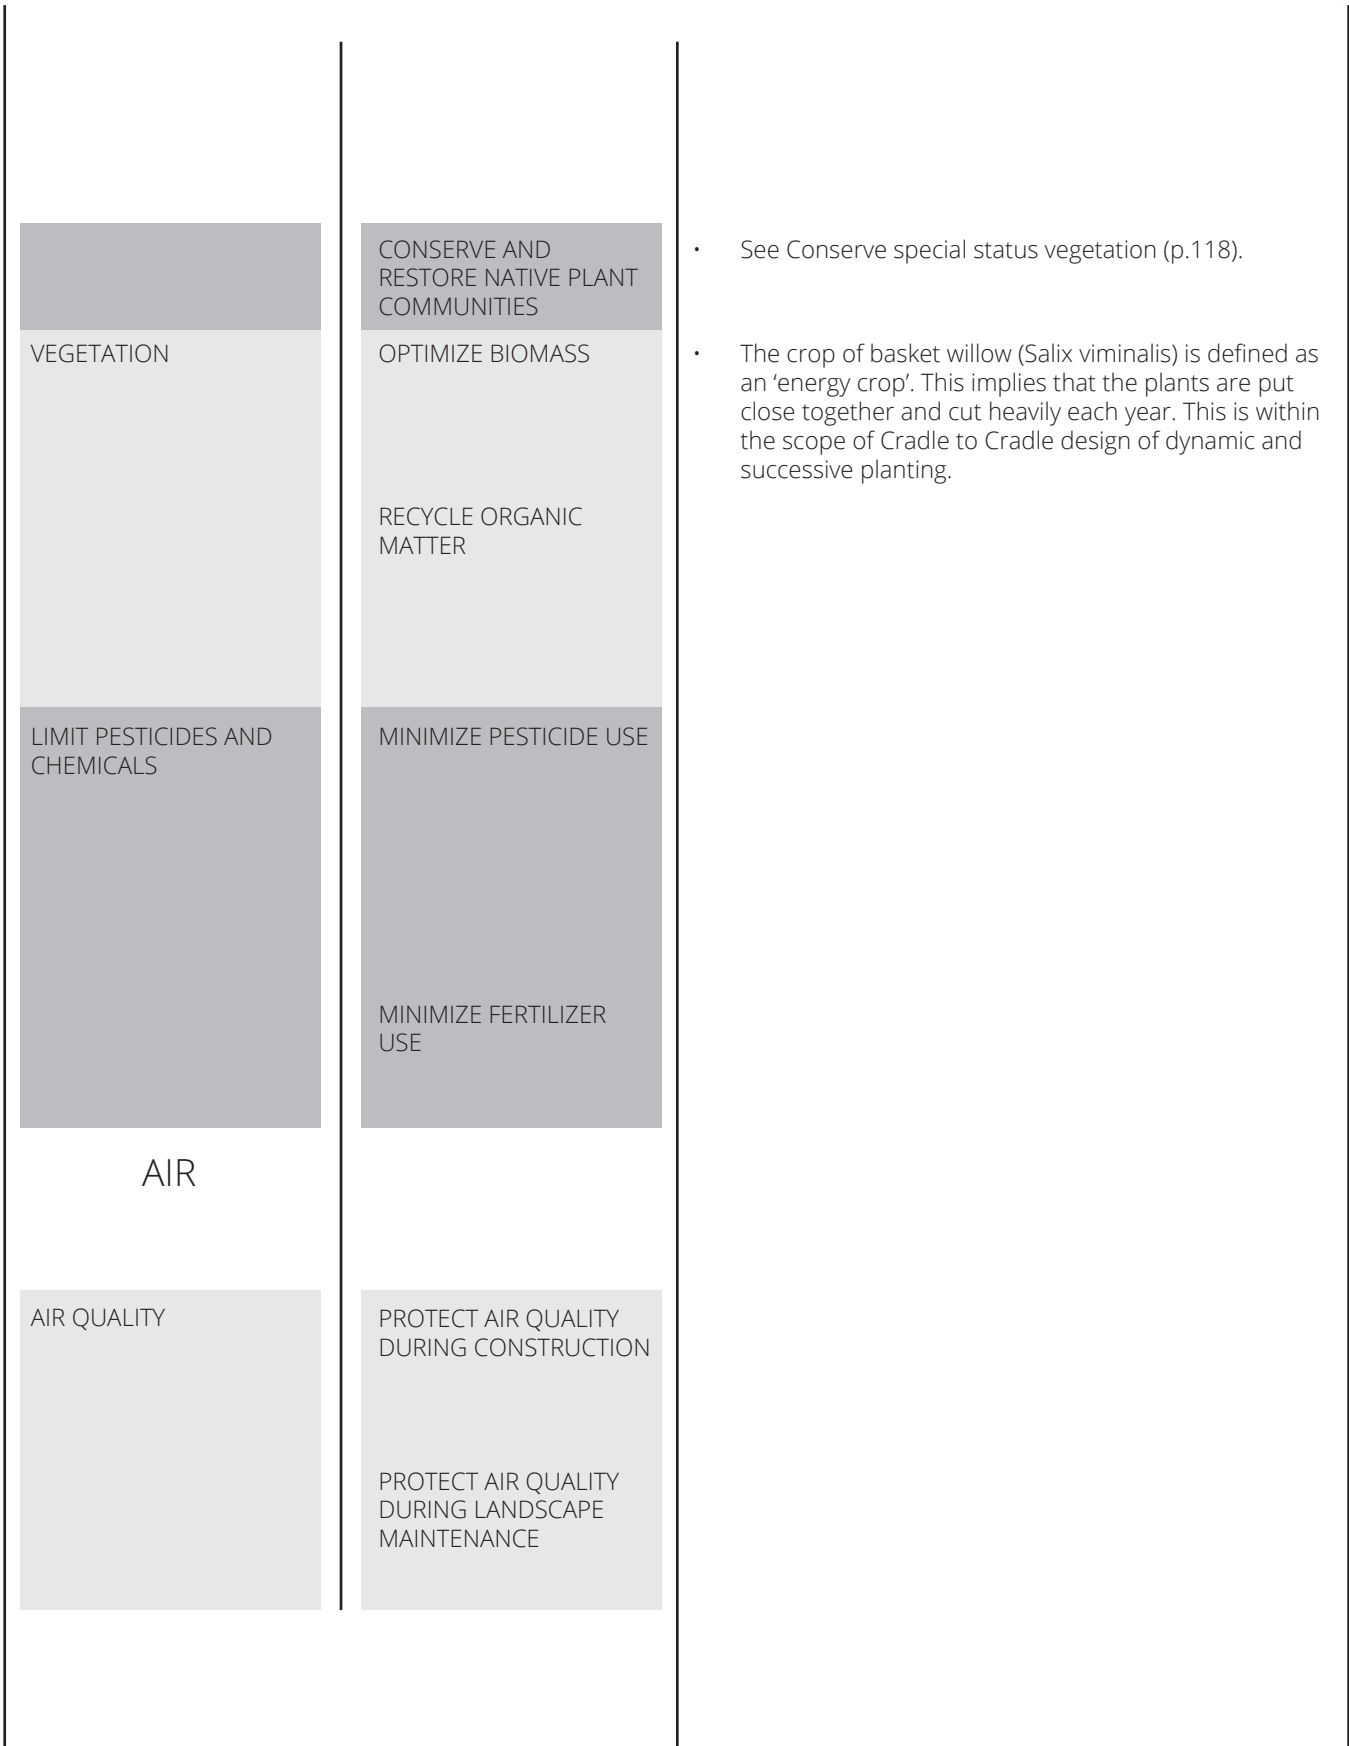 CONSERVE AND
RESTORE NATIVE PLANT
COMMUNITIES
• See Conserve special status vegetation (p.118).
VEGETATION
OPTIMIZE BIOMASS
• The crop of basket willow (Salix viminalis) is defined as
an ‘energy crop’. This implies that the plants are put
close together and cut heavily each year. This is within
the scope of Cradle to Cradle design of dynamic and
successive planting.
RECYCLE ORGANIC
MATTER
LIMIT PESTICIDES AND
CHEMICALS
MINIMIZE PESTICIDE USE
MINIMIZE FERTILIZER
USE
AIR
AIR QUALITY
PROTECT AIR QUALITY
DURING CONSTRUCTION
PROTECT AIR QUALITY
DURING LANDSCAPE
MAINTENANCE